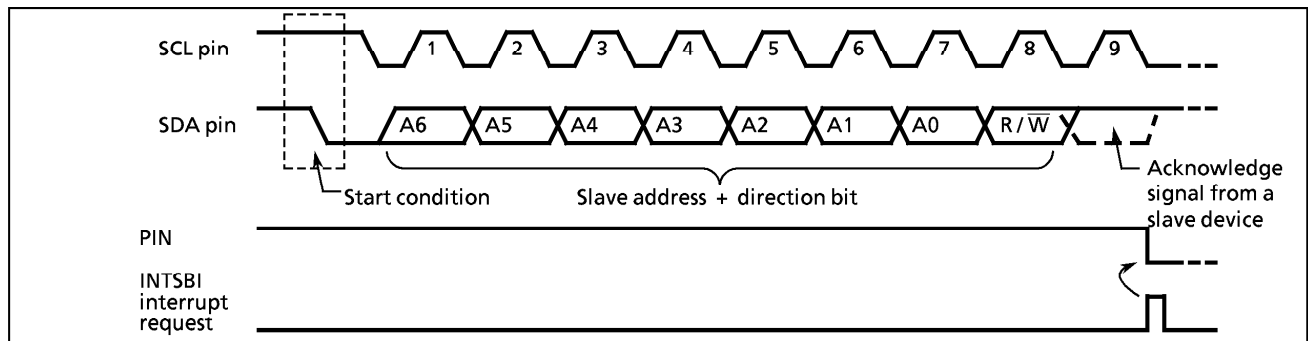 SCL pin
1 2 3 4 5 6 7 8 9
SDA pin
A6 A5 A4 A3 A2 A1 A0 R / W̅
Start condition
Slave address + direction bit
Acknowledge
signal from a
slave device
PIN
INTSBI
interrupt
request